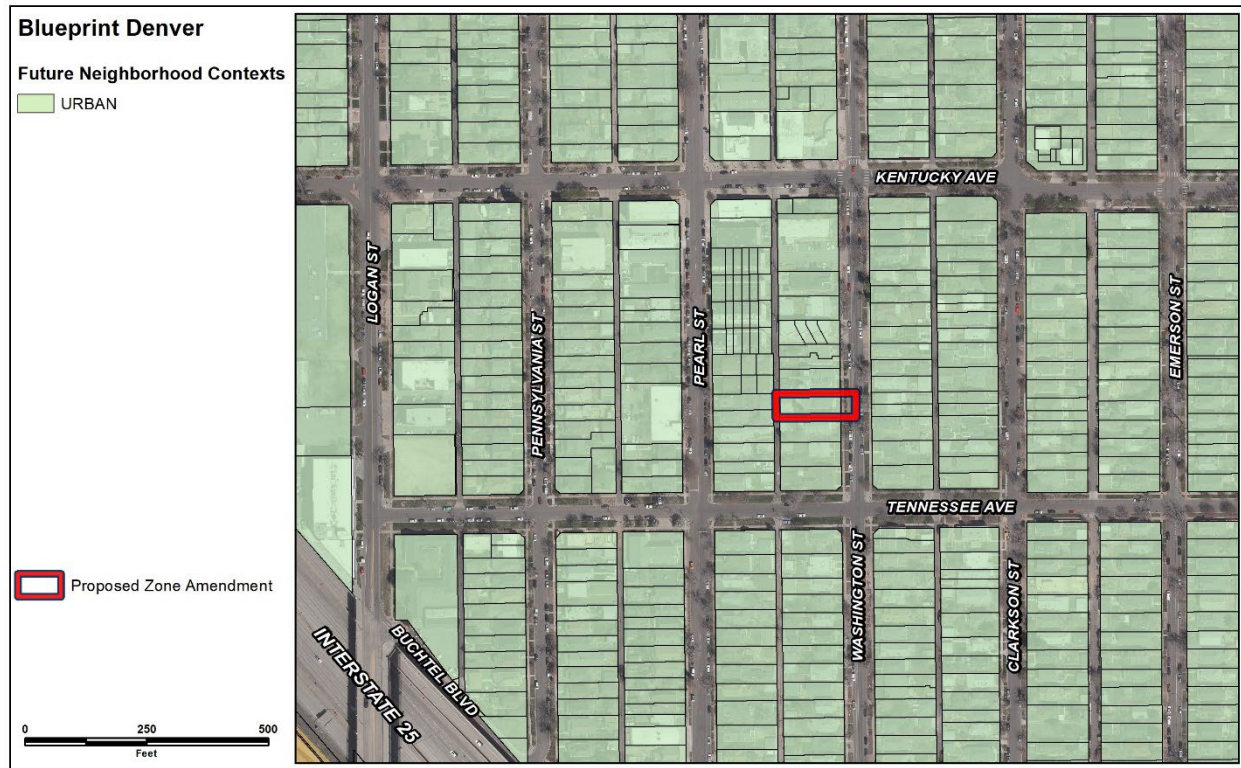 Blueprint Denver
Future Neighborhood Contexts
URBAN
Proposed Zone Amendment
0 250 500
Feet
KENTUCKY AVE
LOGAN ST
PENNSYLVANIA ST
PEARL ST
EMERSON ST
TENNESSEE AVE
WASHINGTON ST
CLARKSON ST
BUCHTEL BLVD
INTERSTATE 25